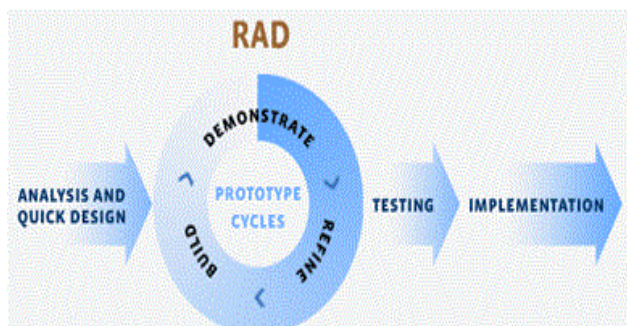 RAD
ANALYSIS AND
QUICK DESIGN
DEMONSTRATE
REFINE
BUILD
PROTOTYPE
CYCLES
TESTING
IMPLEMENTATION